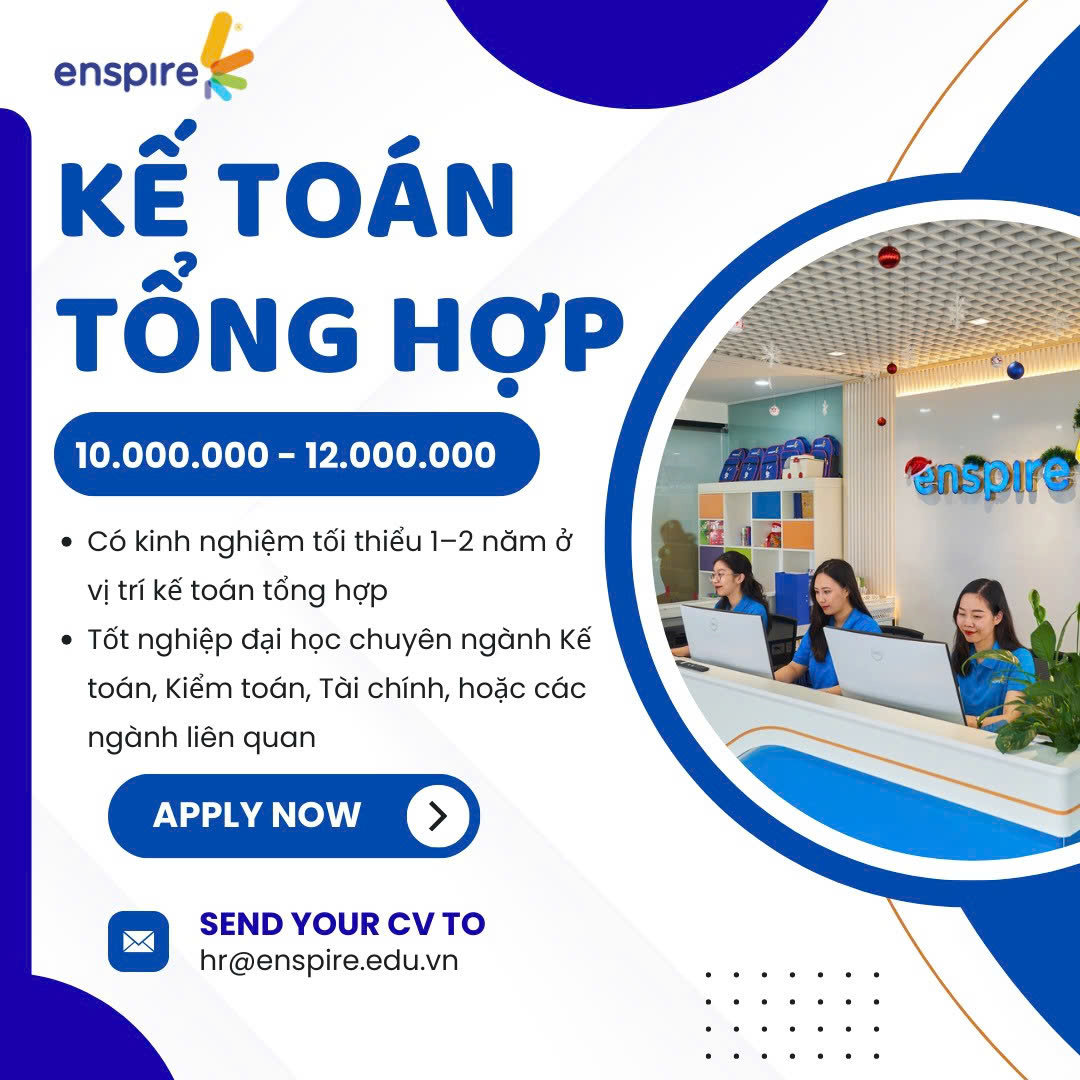 enspire
KẾ TOÁN
TỔNG HỢP
10.000.000 - 12.000.000
• Có kinh nghiệm tối thiểu 1–2 năm ở
vị trí kế toán tổng hợp
• Tốt nghiệp đại học chuyên ngành Kế
toán, Kiểm toán, Tài chính, hoặc các
ngành liên quan
APPLY NOW
SEND YOUR CV TO
hr@enspire.edu.vn
enspire
DELL
DELL